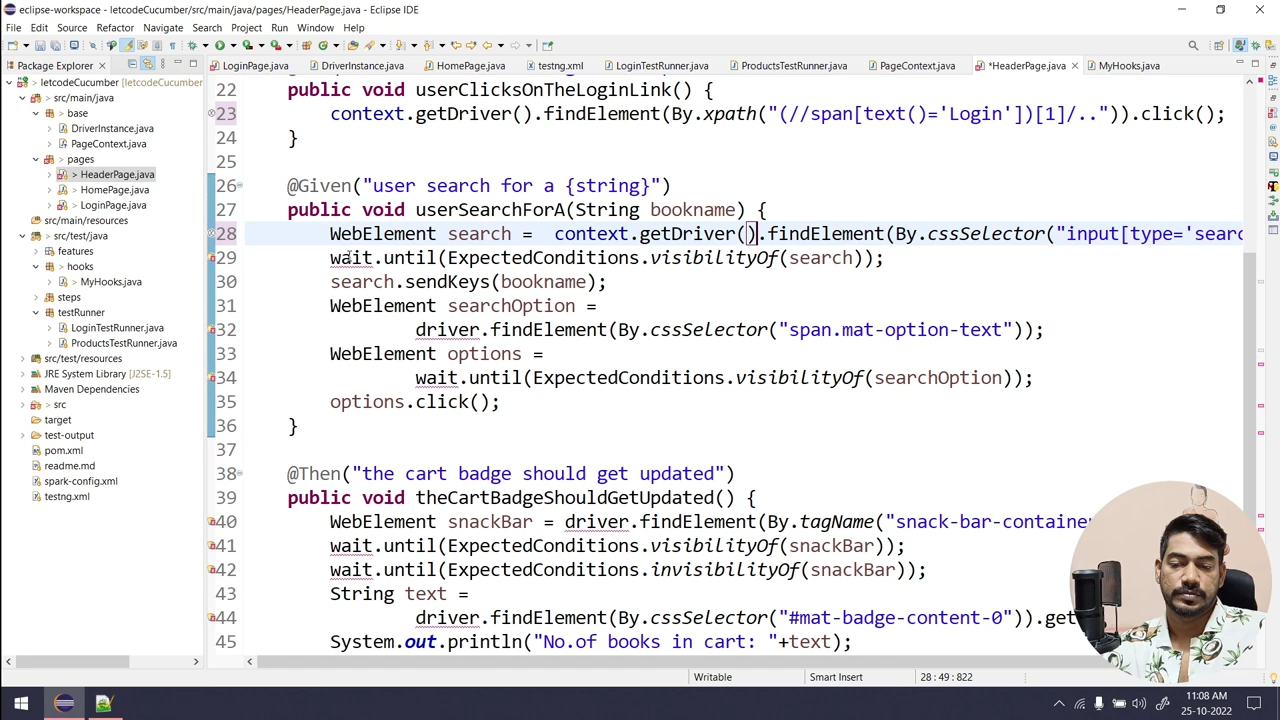 eclipse-workspace - letcodeCucumber/src/main/java/pages/HeaderPage.java - Eclipse IDE
File Edit Source Refactor Navigate Search Project Run Window Help
Package Explorer
LoginPage.java DriverInstance.java HomePage.java testng.xml LoginTestRunner.java ProductsTestRunner.java PageContext.java *HeaderPage.java MyHooks.java
letcodeCucumber [letcodeCucumber
src/main/java
base
DriverInstance.java
PageContext.java
pages
HeaderPage.java
HomePage.java
LoginPage.java
src/main/resources
src/test/java
features
hooks
MyHooks.java
steps
testRunner
LoginTestRunner.java
ProductsTestRunner.java
src/test/resources
JRE System Library [J2SE-1.5]
Maven Dependencies
src
target
test-output
pom.xml
readme.md
spark-config.xml
testng.xml
22 public void userClicksOnTheLoginLink() {
23 context.getDriver().findElement(By.xpath("(//span[text()='Login'])[1]/..")).click();
24 }
25
26 @Given("user search for a {string}")
27 public void userSearchForA(String bookname) {
28 WebElement search =  context.getDriver().findElement(By.cssSelector("input[type='searc
29 wait.until(ExpectedConditions.visibilityOf(search));
30 search.sendKeys(bookname);
31 WebElement searchOption =
32 driver.findElement(By.cssSelector("span.mat-option-text"));
33 WebElement options =
34 wait.until(ExpectedConditions.visibilityOf(searchOption));
35 options.click();
36 }
37
38 @Then("the cart badge should get updated")
39 public void theCartBadgeShouldGetUpdated() {
40 WebElement snackBar = driver.findElement(By.tagName("snack-bar-container
41 wait.until(ExpectedConditions.visibilityOf(snackBar));
42 wait.until(ExpectedConditions.invisibilityOf(snackBar));
43 String text =
44 driver.findElement(By.cssSelector("#mat-badge-content-0")).get
45 System.out.println("No.of books in cart: "+text);
Writable Smart Insert 28 : 49 : 822
11:08 AM
25-10-2022